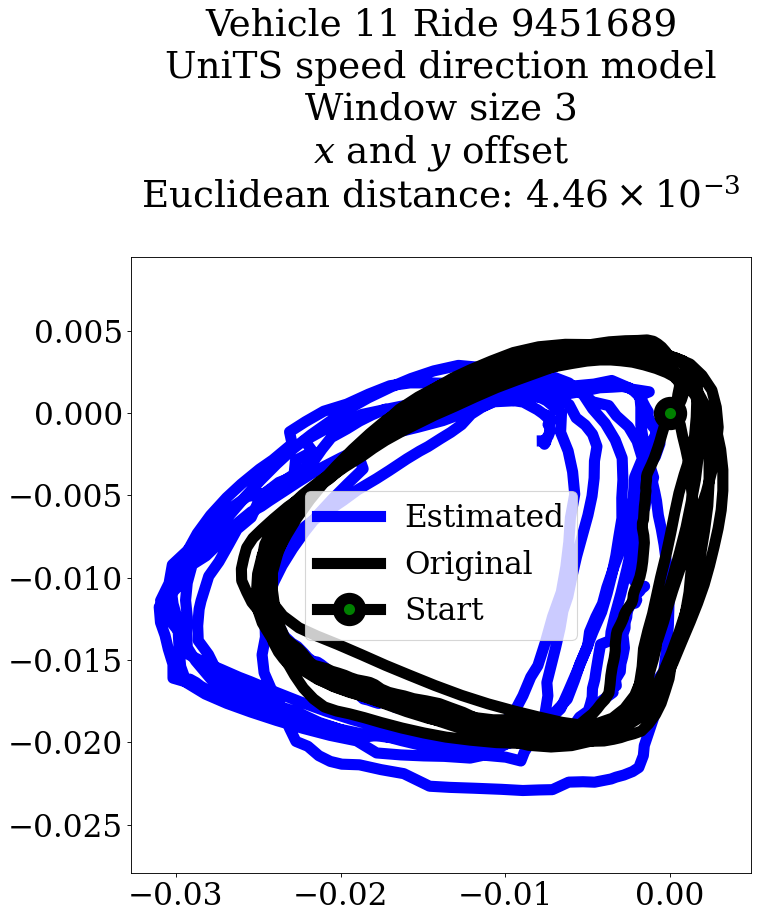 Vehicle 11 Ride 9451689
UniTS speed direction model
Window size 3
x and y offset
Euclidean distance: 4.46 × 10⁻³
0.005
0.000
−0.005
−0.010
−0.015
−0.020
−0.025
Estimated
Original
Start
−0.03 −0.02 −0.01 0.00